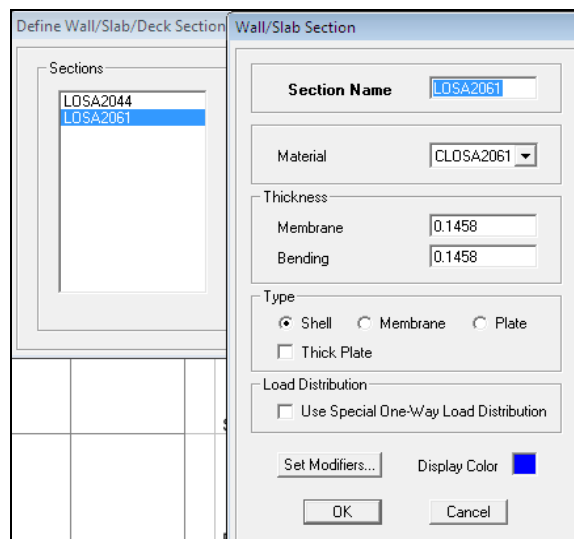 Define Wall/Slab/Deck Section
Sections
LOSA2044
LOSA2061
Wall/Slab Section
Section Name
LOSA2061
Material
CLOSA2061
Thickness
Membrane
0.1458
Bending
0.1458
Type
Shell
Membrane
Plate
Thick Plate
Load Distribution
Use Special One-Way Load Distribution
Set Modifiers...
Display Color
OK
Cancel